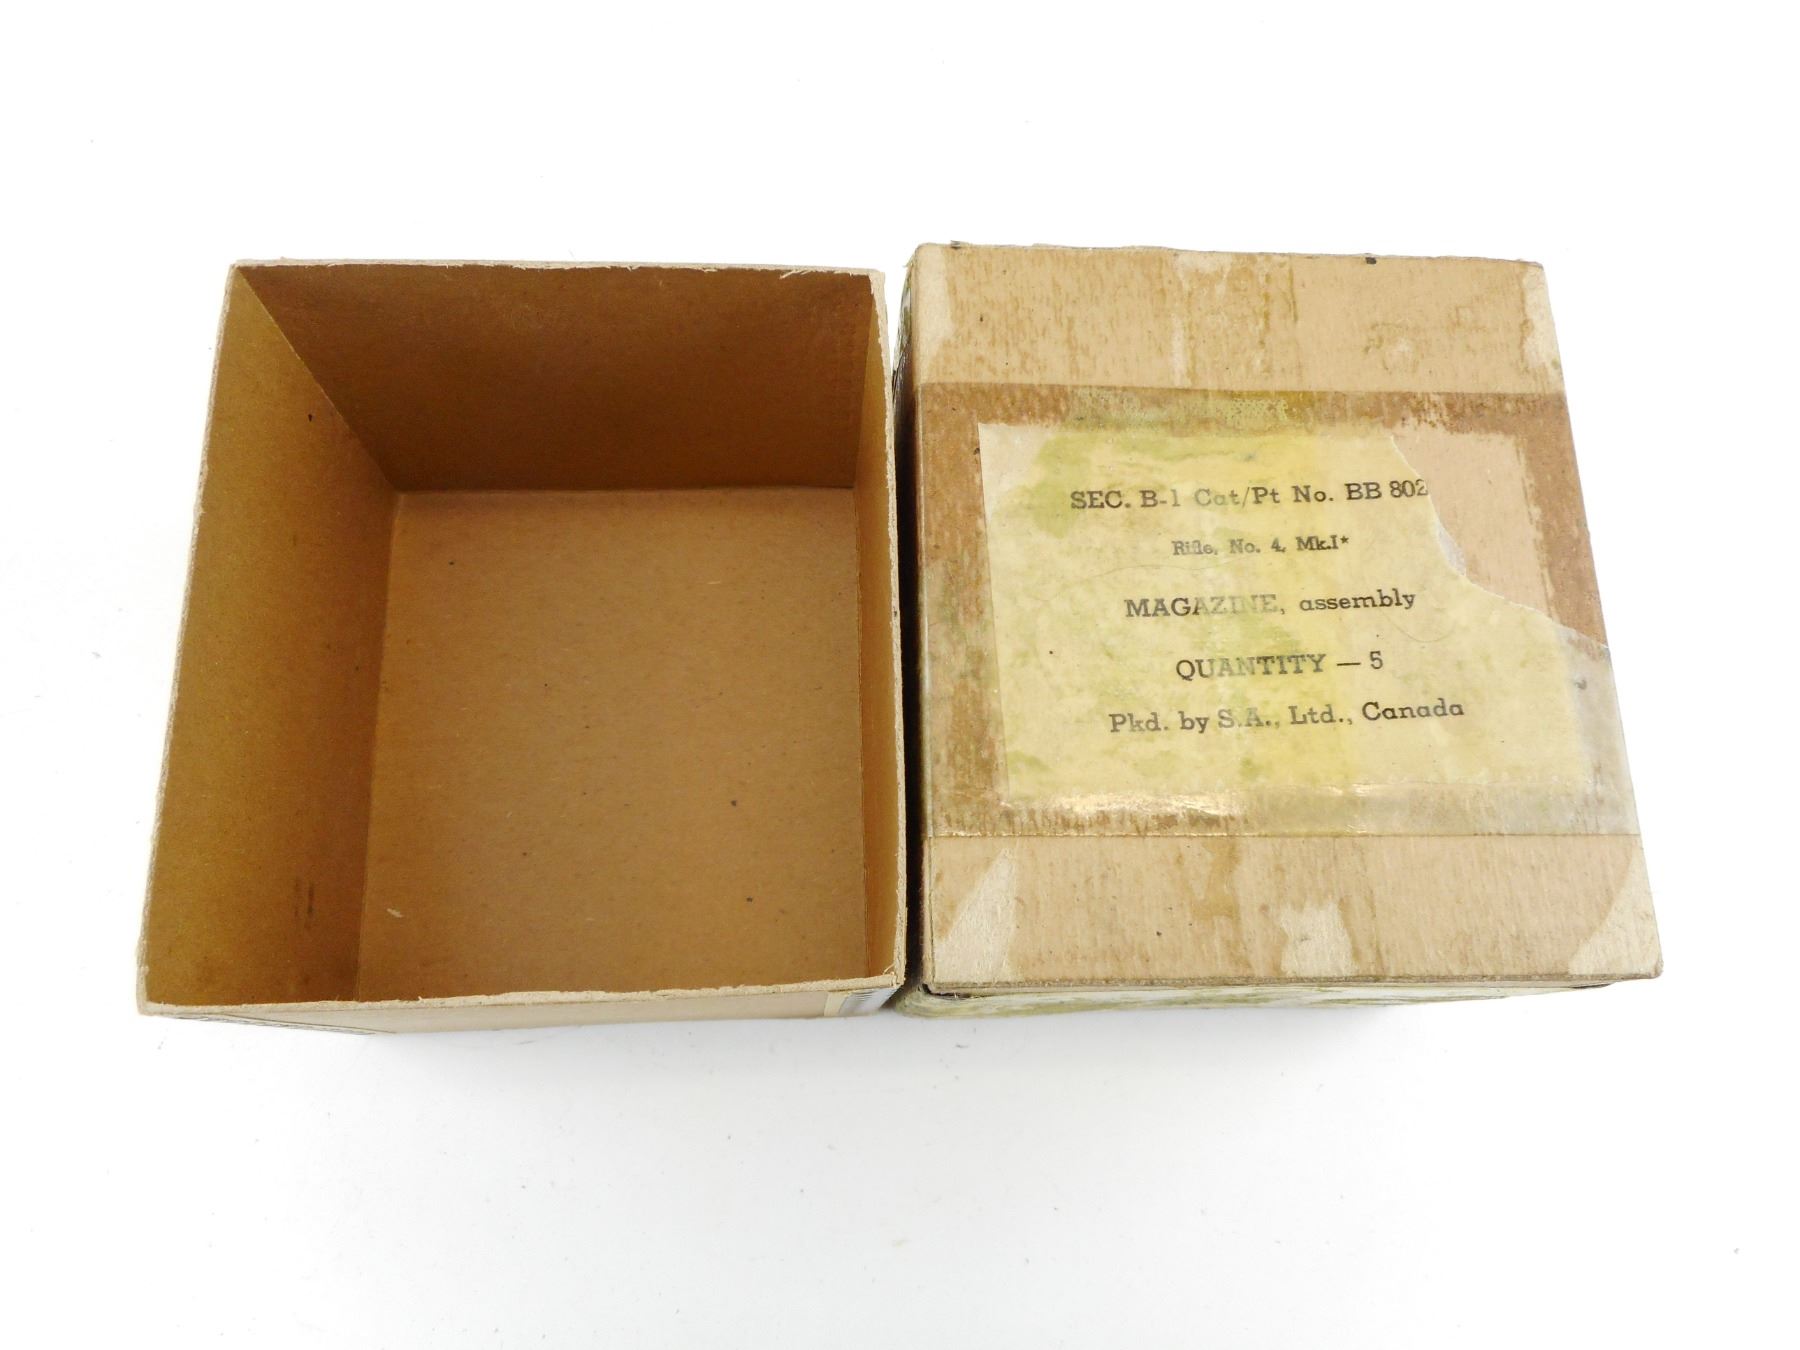 SEC. B-1 Cat/Pt No. BB 802
Rifle, No. 4, Mk.I*
MAGAZINE, assembly
QUANTITY — 5
Pkd. by S.A., Ltd., Canada